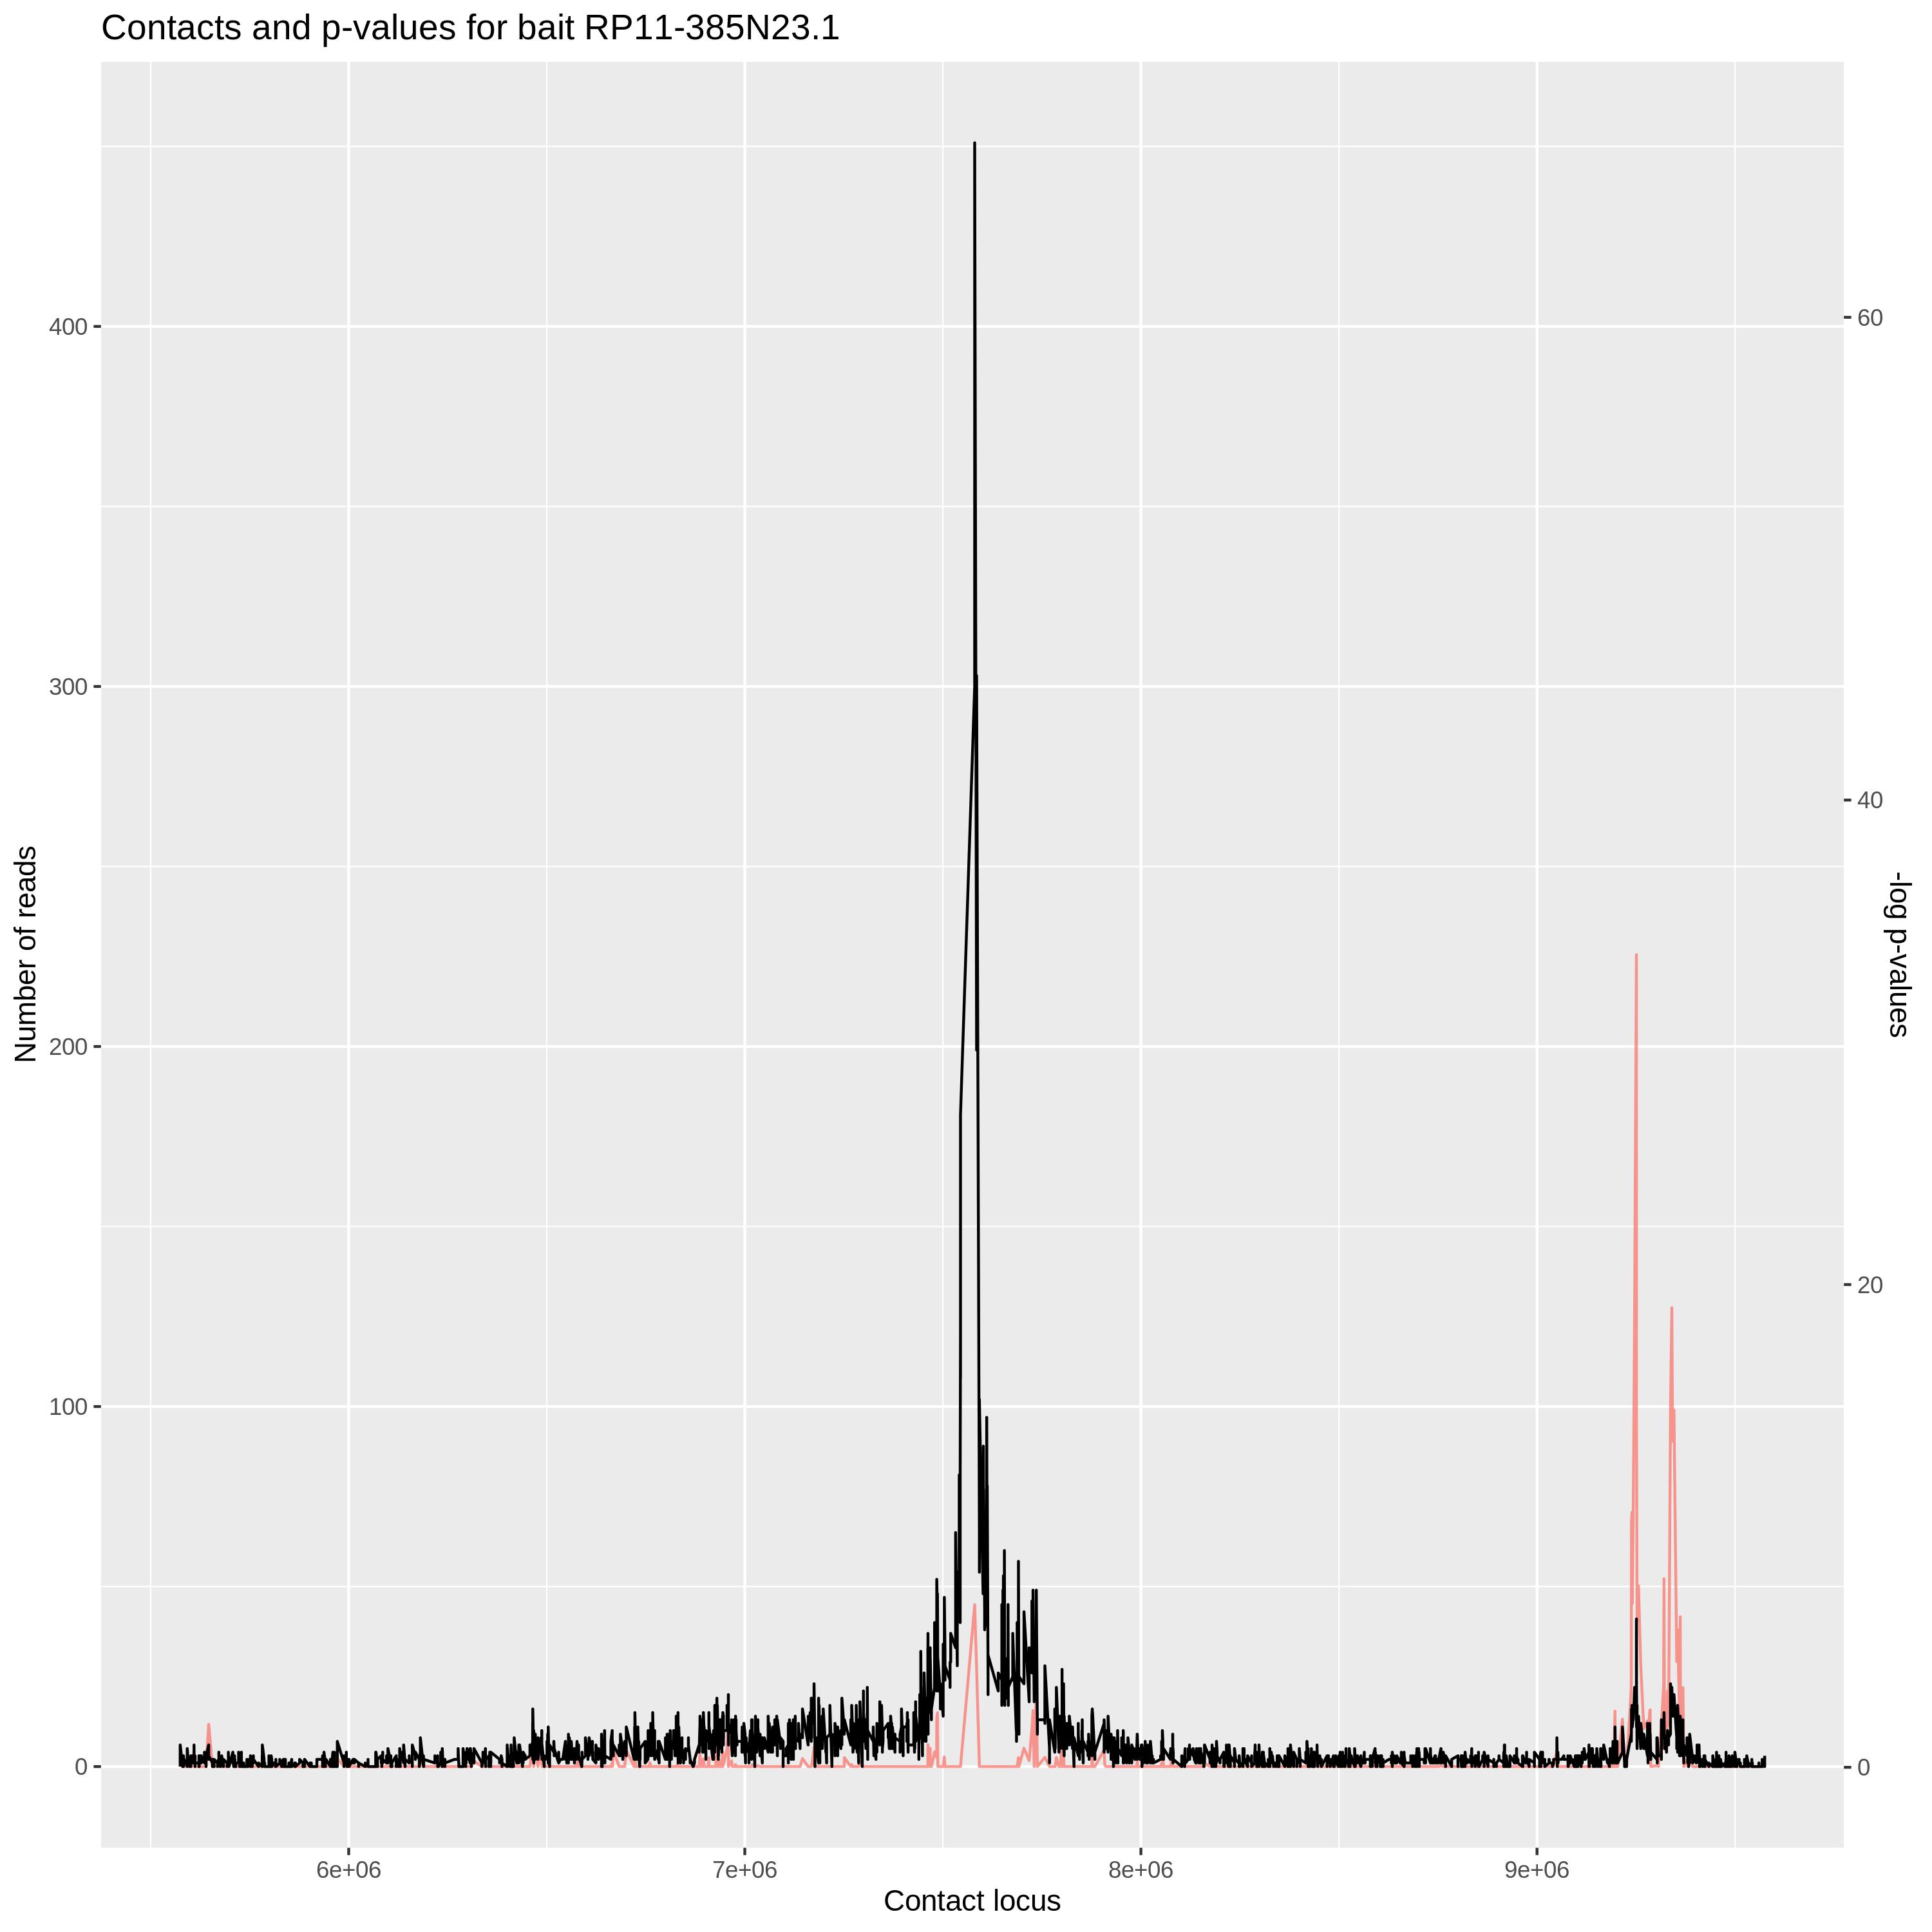 Contacts and p-values for bait RP11-385N23.1
400
300
200
100
0
Number of reads
60
40
20
0
-log p-values
6e+06
7e+06
8e+06
9e+06
Contact locus